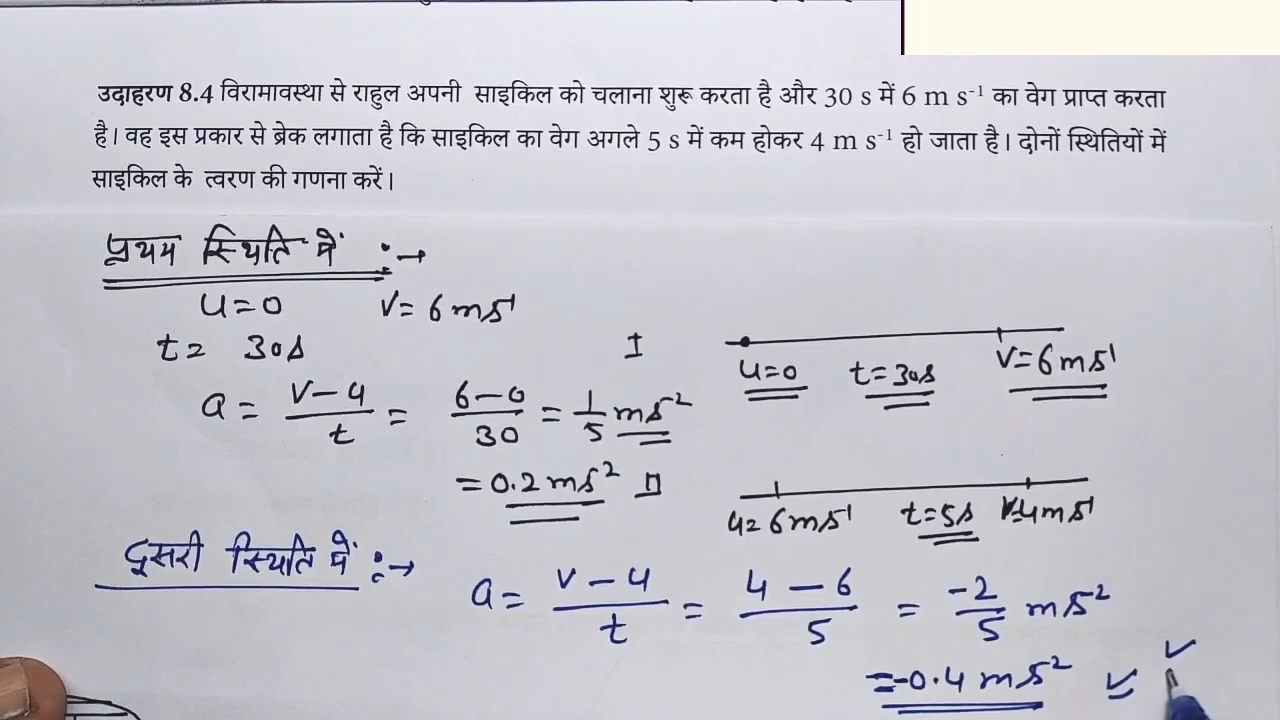 उदाहरण 8.4 विरामावस्था से राहुल अपनी साइकिल को चलाना शुरू करता है और 30 s में 6 m s⁻¹ का वेग प्राप्त करता
है। वह इस प्रकार से ब्रेक लगाता है कि साइकिल का वेग अगले 5 s में कम होकर 4 m s⁻¹ हो जाता है। दोनों स्थितियों में
साइकिल के त्वरण की गणना करें।
प्रथम स्थिति में :→
u=0 v= 6ms⁻¹
t= 30s
a = v-u/t = 6-0/30 = 1/5 ms⁻²
= 0.2 ms⁻²
I
u=0 t=30s v=6ms⁻¹
II
u= 6ms⁻¹ t=5s v=4ms⁻¹
दूसरी स्थिति में :→
a = v-u/t = 4-6/5 = -2/5 ms⁻²
= -0.4 ms⁻²